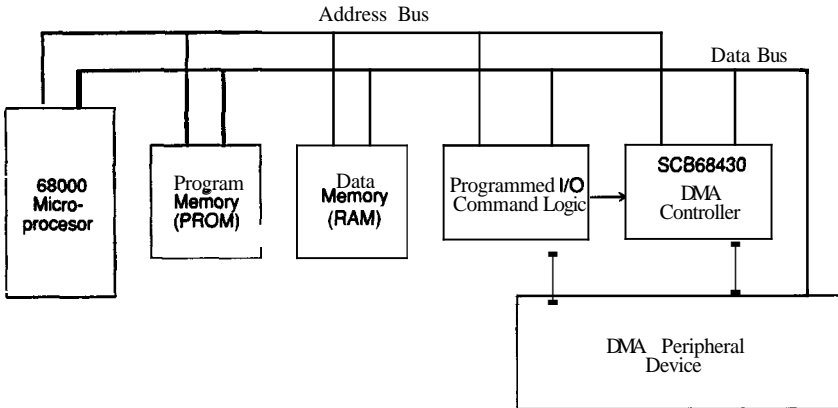 Address Bus
Data Bus
68000
Micro-
procesor
Program
Memory
(PROM)
Data
Memory
(RAM)
Programmed I/O
Command Logic
SCB68430
DMA
Controller
DMA Peripheral
Device